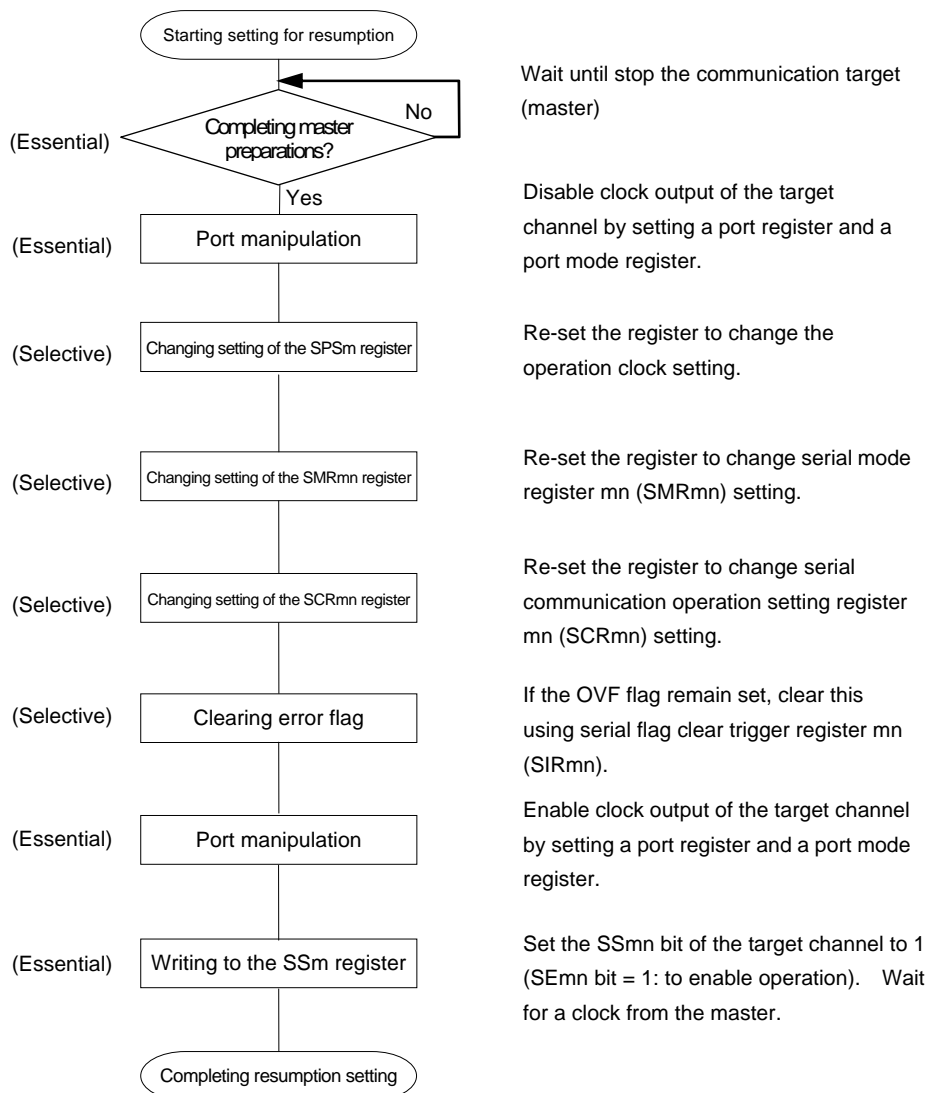 Starting setting for resumption
Wait until stop the communication target
(master)
No
(Essential)
Completing master
preparations?
Yes
Disable clock output of the target
channel by setting a port register and a
port mode register.
(Essential)
Port manipulation
(Selective)
Changing setting of the SPSm register
Re-set the register to change the
operation clock setting.
(Selective)
Changing setting of the SMRmn register
Re-set the register to change serial mode
register mn (SMRmn) setting.
(Selective)
Changing setting of the SCRmn register
Re-set the register to change serial
communication operation setting register
mn (SCRmn) setting.
(Selective)
Clearing error flag
If the OVF flag remain set, clear this
using serial flag clear trigger register mn
(SIRmn).
(Essential)
Port manipulation
Enable clock output of the target channel
by setting a port register and a port mode
register.
(Essential)
Writing to the SSm register
Set the SSmn bit of the target channel to 1
(SEmn bit = 1: to enable operation). Wait
for a clock from the master.
Completing resumption setting